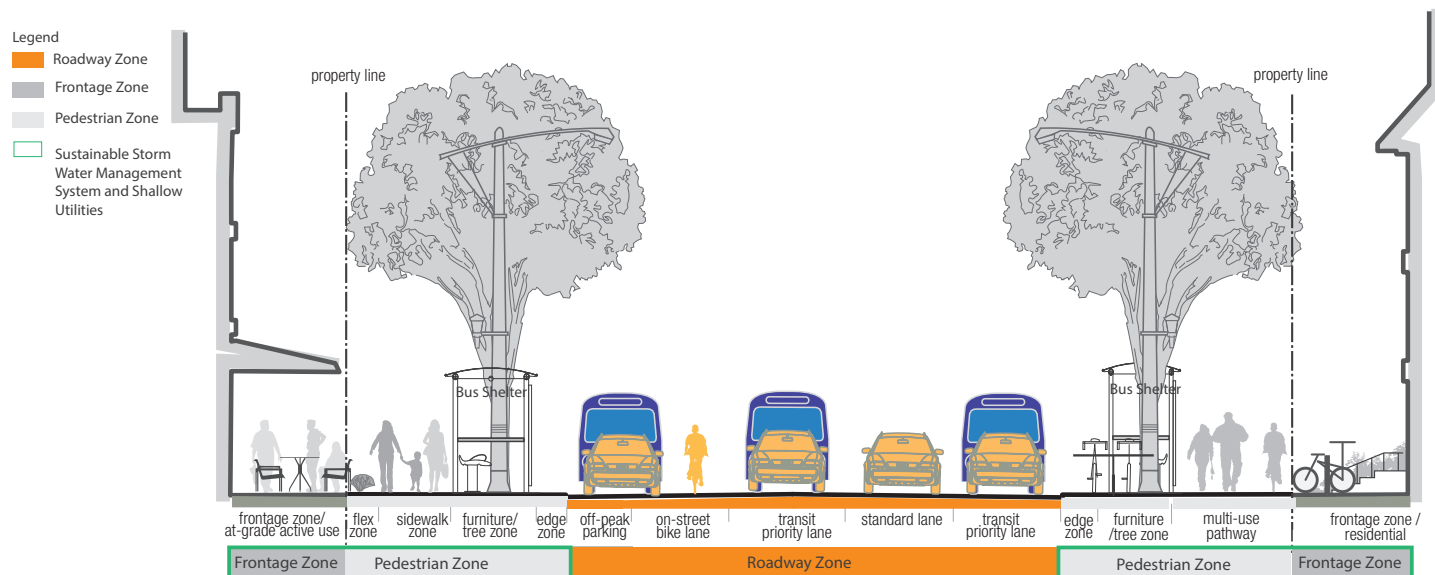 Legend
Roadway Zone
Frontage Zone
Pedestrian Zone
Sustainable Storm
Water Management
System and Shallow
Utilities
property line
property line
Bus Shelter
Bus Shelter
frontage zone/
at-grade active use
flex
zone
sidewalk
zone
furniture/
tree zone
edge
zone
off-peak
parking
on-street
bike lane
transit
priority lane
standard lane
transit
priority lane
edge
zone
furniture
/tree zone
multi-use
pathway
frontage zone /
residential
Frontage Zone
Pedestrian Zone
Roadway Zone
Pedestrian Zone
Frontage Zone